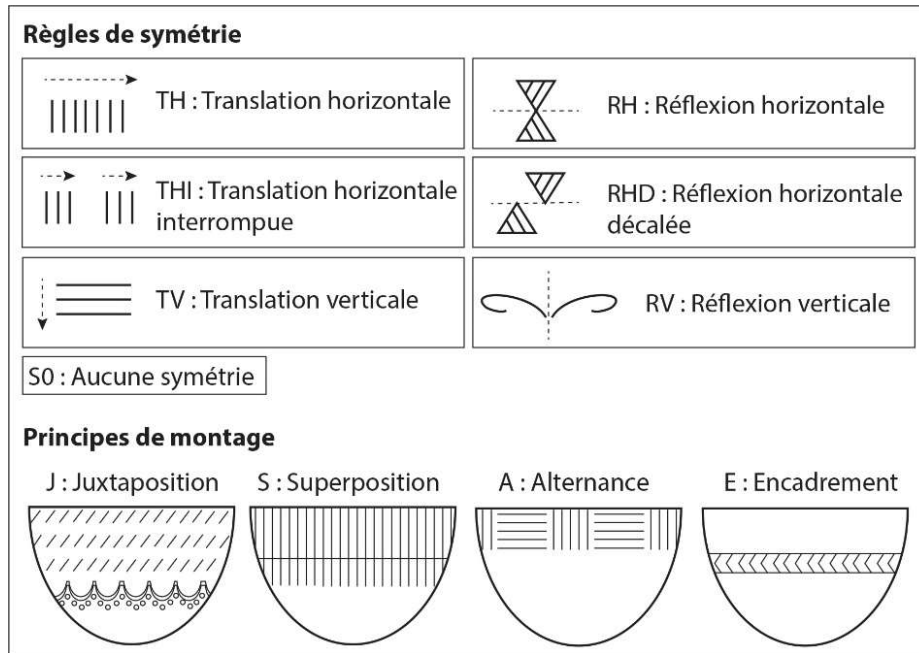 Règles de symétrie
TH : Translation horizontale
RH : Réflexion horizontale
THI : Translation horizontale
interrompue
RHD : Réflexion horizontale
décalée
TV : Translation verticale
RV : Réflexion verticale
S0 : Aucune symétrie
Principes de montage
J : Juxtaposition
S : Superposition
A : Alternance
E : Encadrement